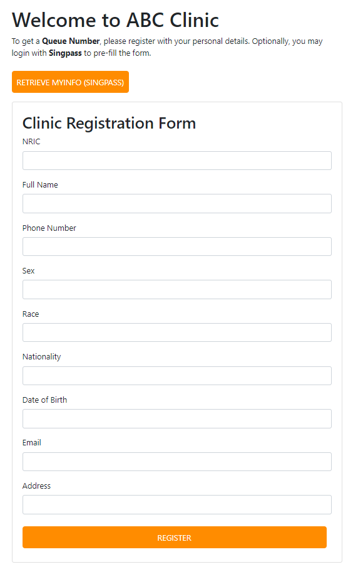 Welcome to ABC Clinic
To get a Queue Number, please register with your personal details. Optionally, you may
login with Singpass to pre-fill the form.
RETRIEVE MYINFO (SINGPASS)
Clinic Registration Form
NRIC
Full Name
Phone Number
Sex
Race
Nationality
Date of Birth
Email
Address
REGISTER